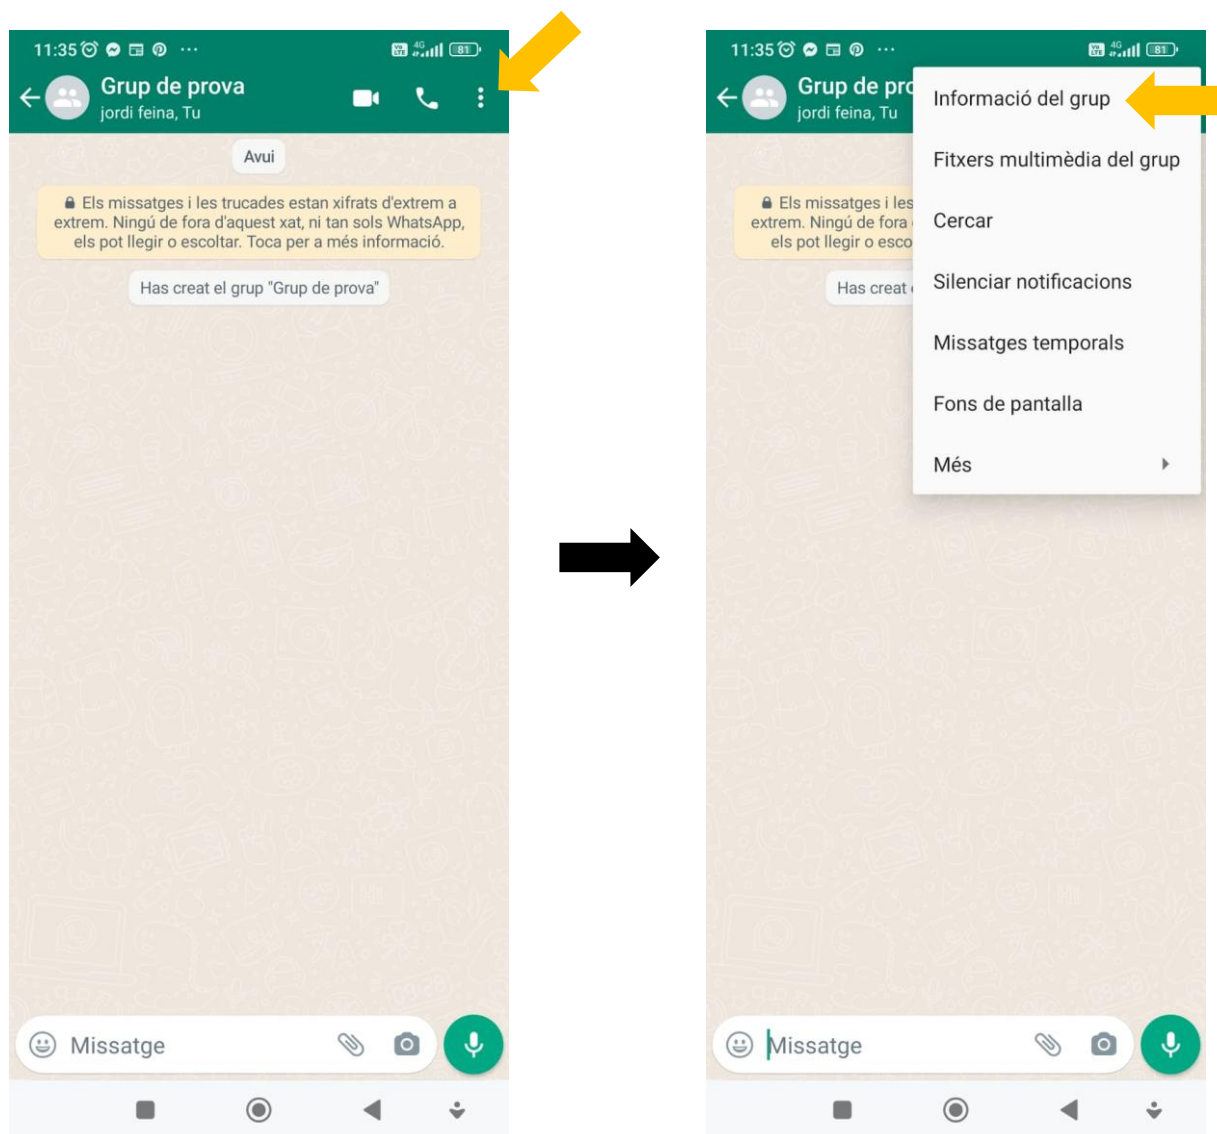 11:35
4G
81
Grup de prova
jordi feina, Tu
Avui
Els missatges i les trucades estan xifrats d'extrem a
extrem. Ningú de fora d'aquest xat, ni tan sols WhatsApp,
els pot llegir o escoltar. Toca per a més informació.
Has creat el grup "Grup de prova"
Missatge
11:35
4G
81
Grup de pro
jordi feina, Tu
Informació del grup
Fitxers multimèdia del grup
Cercar
Silenciar notificacions
Missatges temporals
Fons de pantalla
Més
Els missatges i les
extrem. Ningú de fora
els pot llegir o esco
Has creat
Missatge